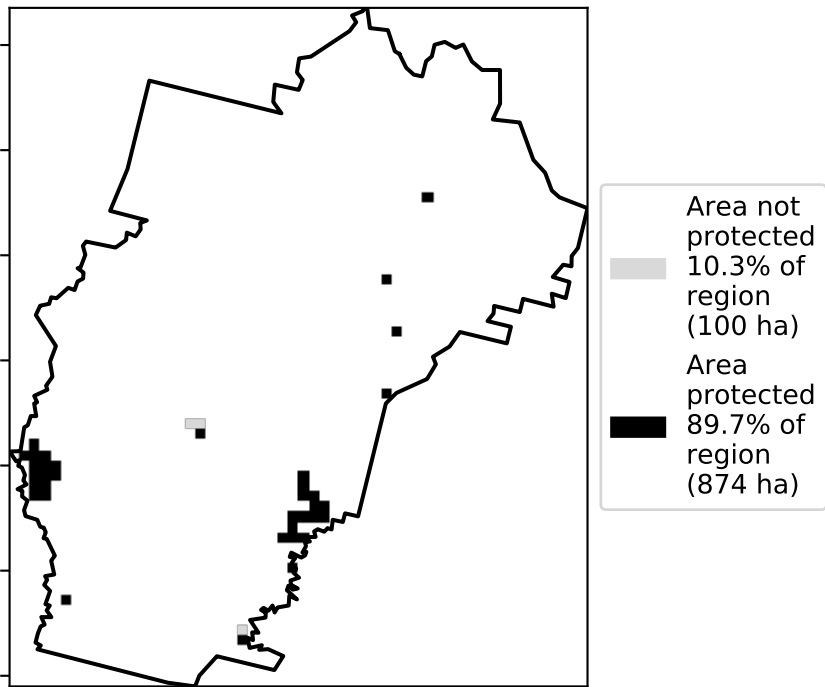 Area not
protected
10.3% of
region
(100 ha)
Area
protected
89.7% of
region
(874 ha)